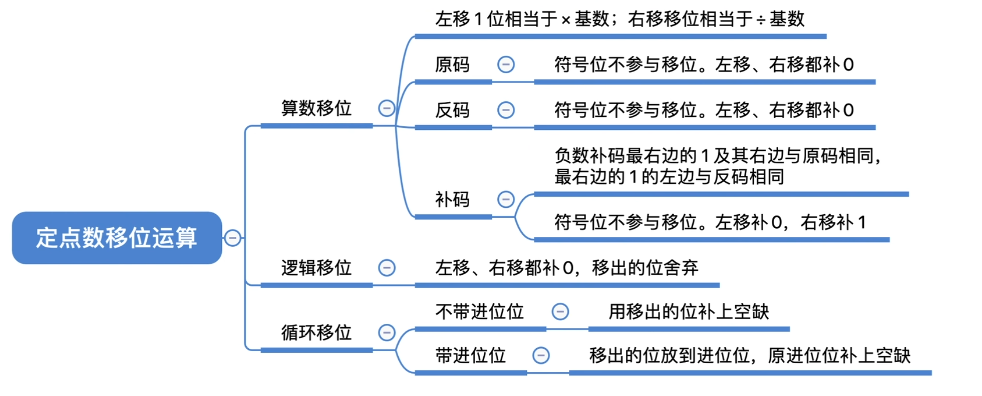 定点数移位运算
算数移位
左移1位相当于×基数；右移移位相当于÷基数
原码
符号位不参与移位。左移、右移都补0
反码
符号位不参与移位。左移、右移都补0
补码
负数补码最右边的1及其右边与原码相同，
最右边的1的左边与反码相同
符号位不参与移位。左移补0，右移补1
逻辑移位
左移、右移都补0，移出的位舍弃
循环移位
不带进位位
用移出的位补上空缺
带进位位
移出的位放到进位位，原进位位补上空缺